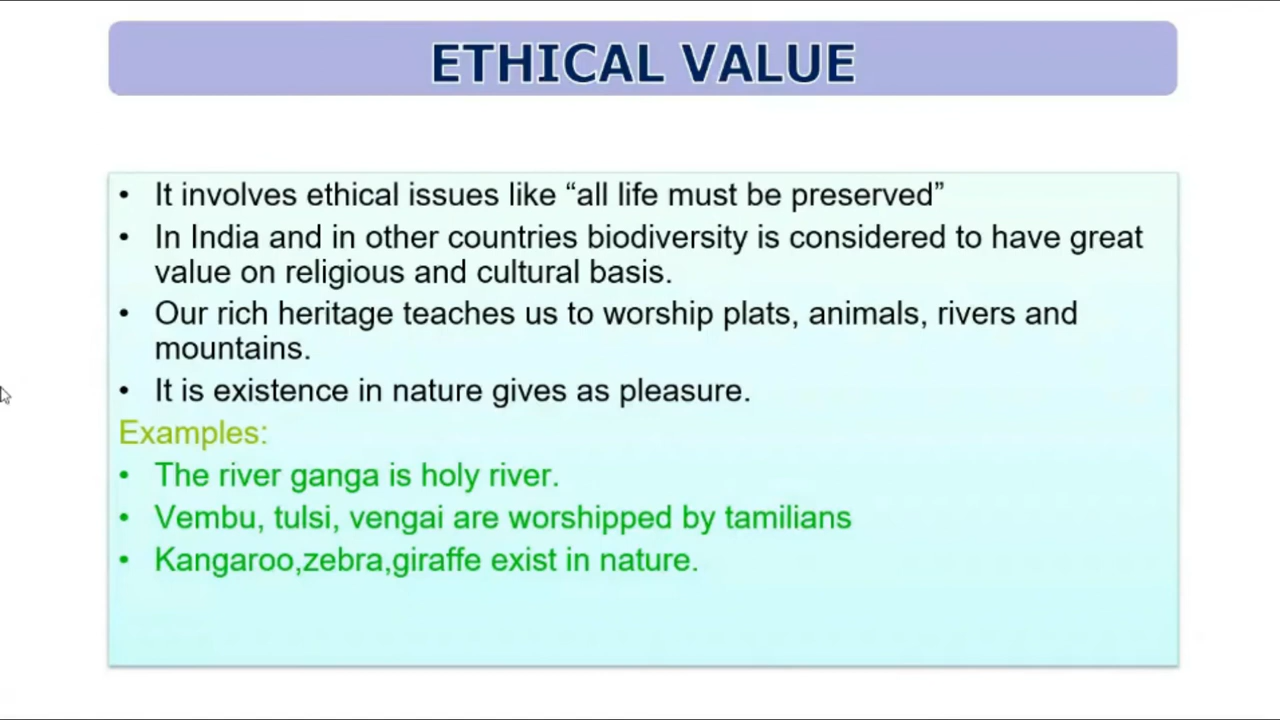 ETHICAL VALUE
• It involves ethical issues like “all life must be preserved”
• In India and in other countries biodiversity is considered to have great
value on religious and cultural basis.
• Our rich heritage teaches us to worship plats, animals, rivers and
mountains.
• It is existence in nature gives as pleasure.
Examples:
• The river ganga is holy river.
• Vembu, tulsi, vengai are worshipped by tamilians
• Kangaroo,zebra,giraffe exist in nature.